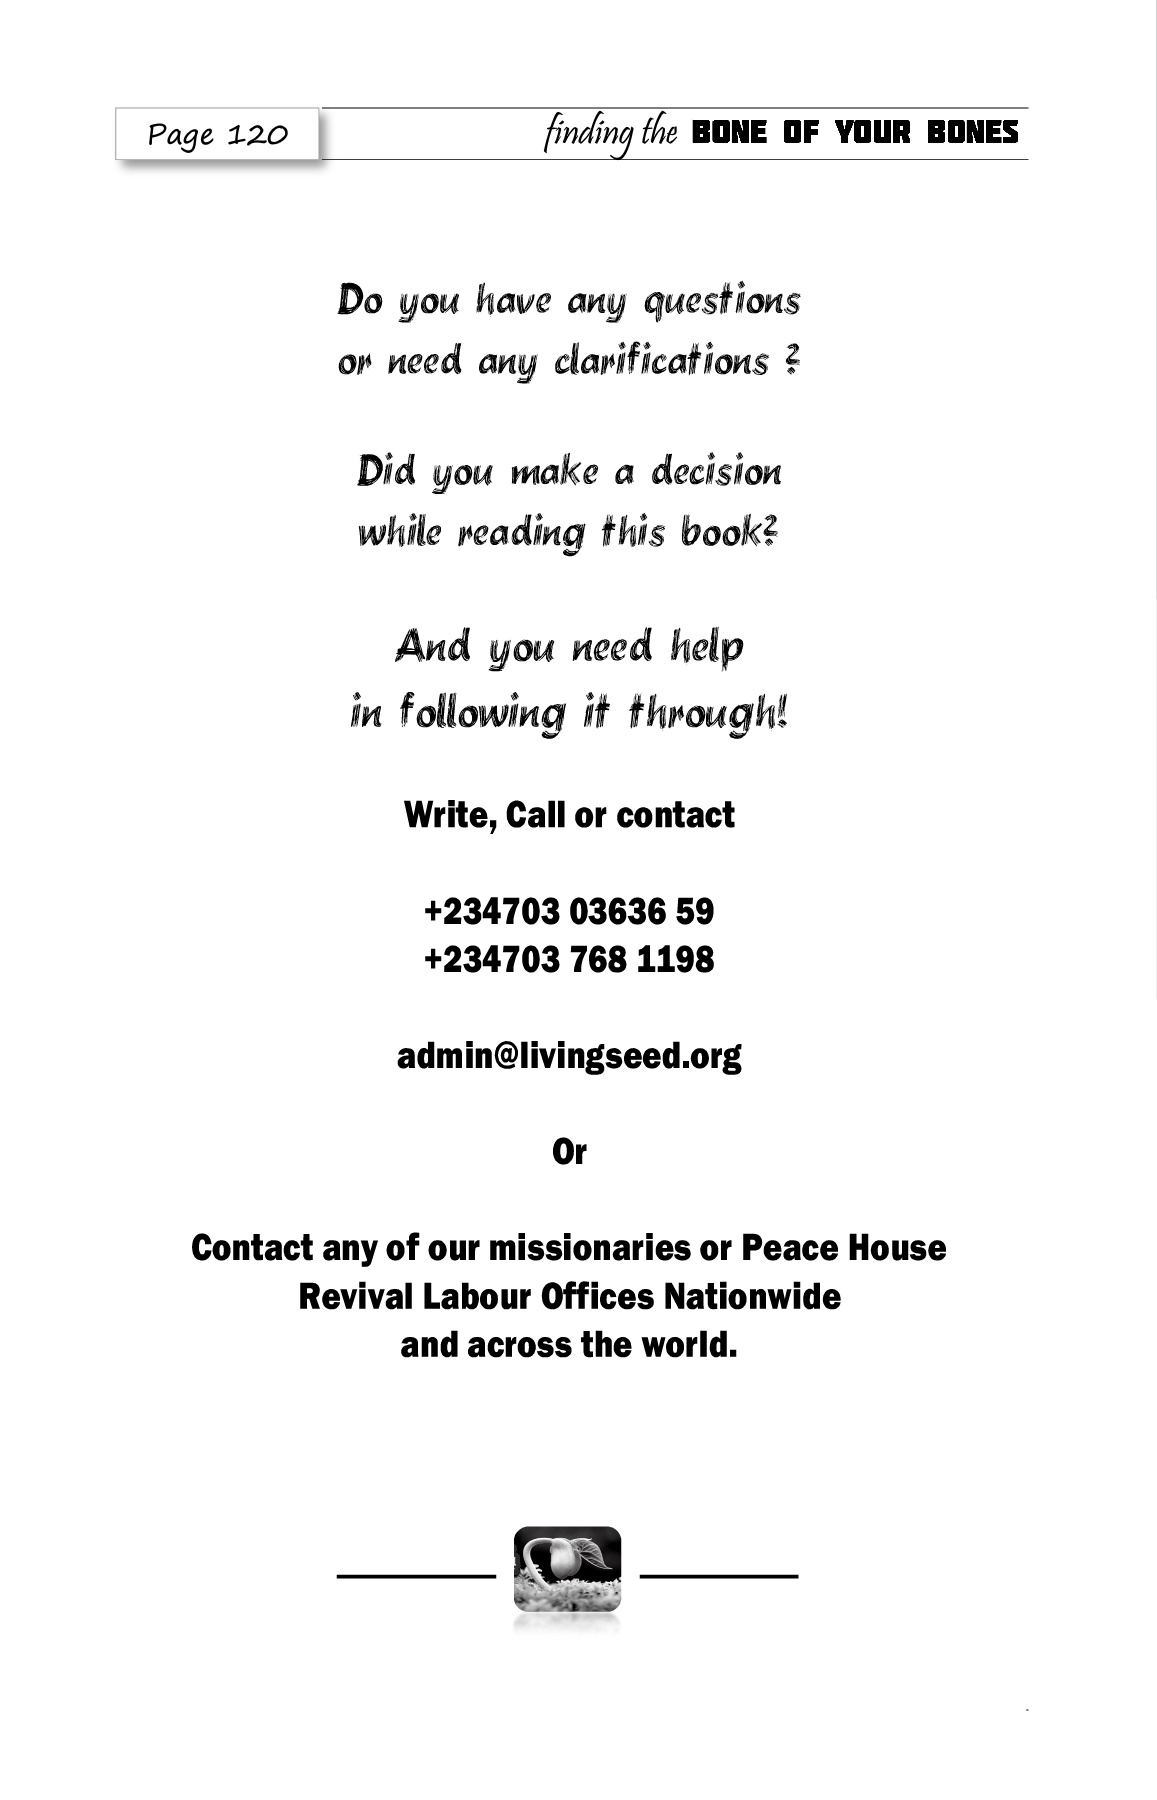 Page 120
finding the BONE OF YOUR BONES
Do you have any questions
or need any clarifications ?
Did you make a decision
while reading this book?
And you need help
in following it through!
Write, Call or contact
+234703 03636 59
+234703 768 1198
admin@livingseed.org
Or
Contact any of our missionaries or Peace House
Revival Labour Offices Nationwide
and across the world.